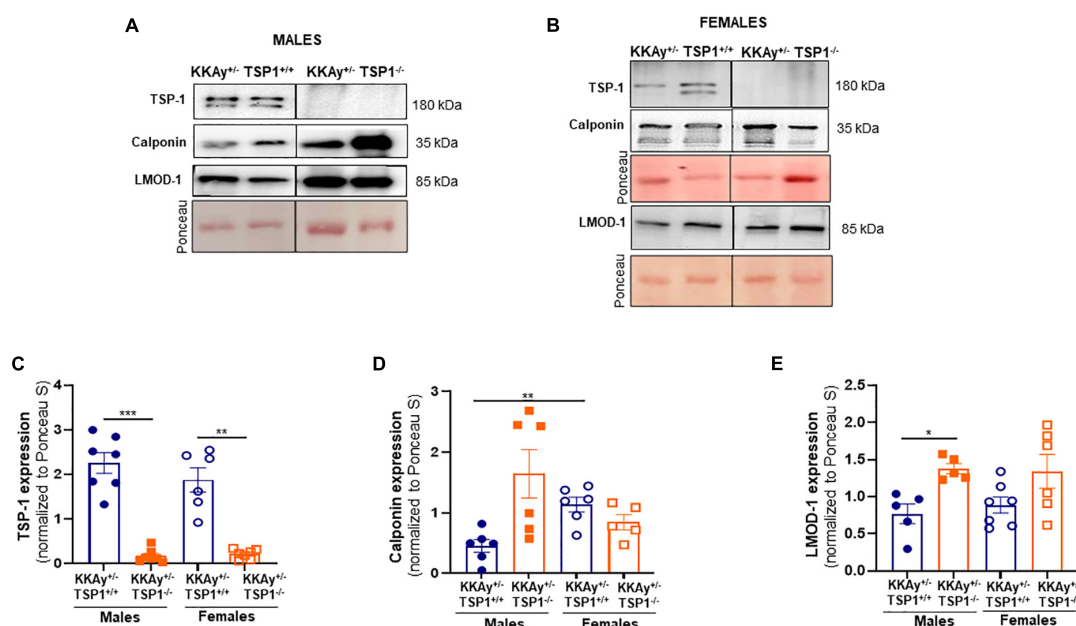 A
MALES
KKAy+/- TSP1+/+ KKAy+/- TSP1-/-
TSP-1
180 kDa
Calponin
35 kDa
LMOD-1
85 kDa
Ponceau
B
FEMALES
KKAy+/- TSP1+/+ KKAy+/- TSP1-/-
TSP-1
180 kDa
Calponin
35 kDa
Ponceau
LMOD-1
85 kDa
Ponceau
C
TSP-1 expression
(normalized to Ponceau S)
4
3
2
1
0
***
**
KKAy+/- KKAy+/- KKAy+/- KKAy+/-
TSP1+/+ TSP1-/- TSP1+/+ TSP1-/-
Males Females
D
Calponin expression
(normalized to Ponceau S)
3
2
1
0
**
KKAy+/- KKAy+/- KKAy+/- KKAy+/-
TSP1+/+ TSP1-/- TSP1+/+ TSP1-/-
Males Females
E
LMOD-1 expression
(normalized to Ponceau S)
2.5
2.0
1.5
1.0
0.5
0.0
*
KKAy+/- KKAy+/- KKAy+/- KKAy+/-
TSP1+/+ TSP1-/- TSP1+/+ TSP1-/-
Males Females